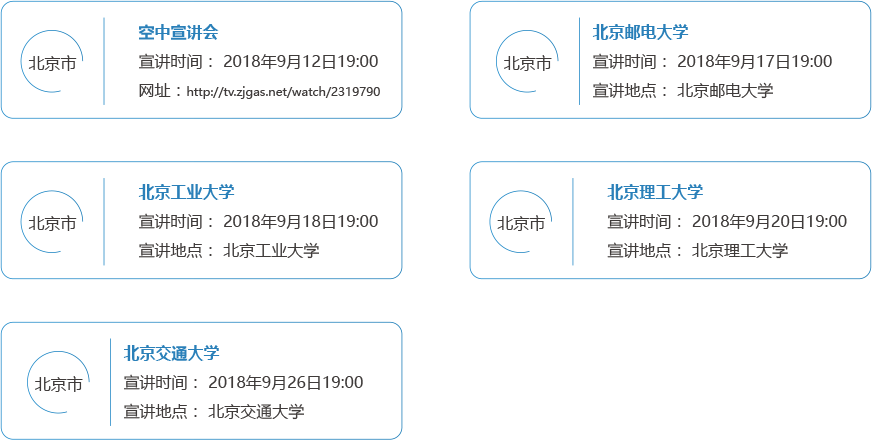 北京市
空中宣讲会
宣讲时间： 2018年9月12日19:00
网址：http://tv.zjgas.net/watch/2319790
北京市
北京邮电大学
宣讲时间： 2018年9月17日19:00
宣讲地点： 北京邮电大学
北京市
北京工业大学
宣讲时间： 2018年9月18日19:00
宣讲地点： 北京工业大学
北京市
北京理工大学
宣讲时间： 2018年9月20日19:00
宣讲地点： 北京理工大学
北京市
北京交通大学
宣讲时间： 2018年9月26日19:00
宣讲地点： 北京交通大学